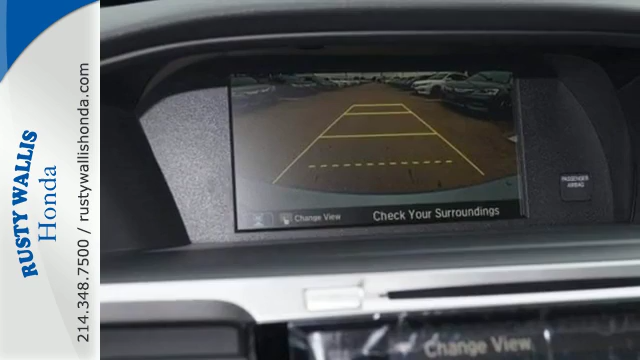 RUSTY WALLIS
Honda
214.348.7500 / rustywallishonda.com
Change View
Check Your Surroundings
PASSENGER
AIRBAG
Change View